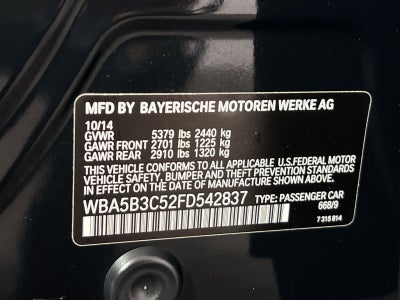 MFD BY BAYERISCHE MOTOREN WERKE AG
10/14
GVWR 5379 lbs 2440 kg
GAWR FRONT 2701 lbs 1225 kg
GAWR REAR 2910 lbs 1320 kg
THIS VEHICLE CONFORMS TO ALL APPLICABLE U.S.FEDERAL MOTOR
VEHICLE SAFETY BUMPER AND THEFT PREVENTION STANDARDS
IN EFFECT ON THE DATE OF MANUFACTURE SHOWN ABOVE.
WBA5B3C52FD542837 TYPE: PASSENGER CAR
668/9
7 315 814